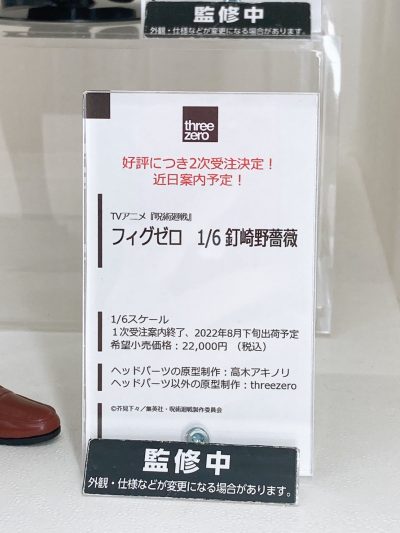 監修中
外観・仕様などが変更になる場合があります。
three
zero
好評につき2次受注決定！
近日案内予定！
TVアニメ『呪術廻戦』
フィグゼロ 1/6 釘崎野薔薇
1/6スケール
１次受注案内終了、2022年8月下旬出荷予定
希望小売価格：22,000円 （税込）
ヘッドパーツの原型制作：高木アキノリ
ヘッドパーツ以外の原型制作：threezero
©芥見下々／集英社・呪術廻戦製作委員会
監修中
外観・仕様などが変更になる場合があります。